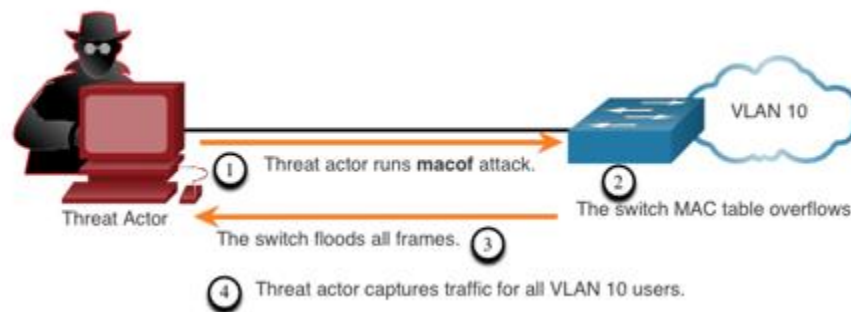 VLAN 10
1 Threat actor runs macof attack.
2
Threat Actor
The switch MAC table overflows
The switch floods all frames. 3
4 Threat actor captures traffic for all VLAN 10 users.